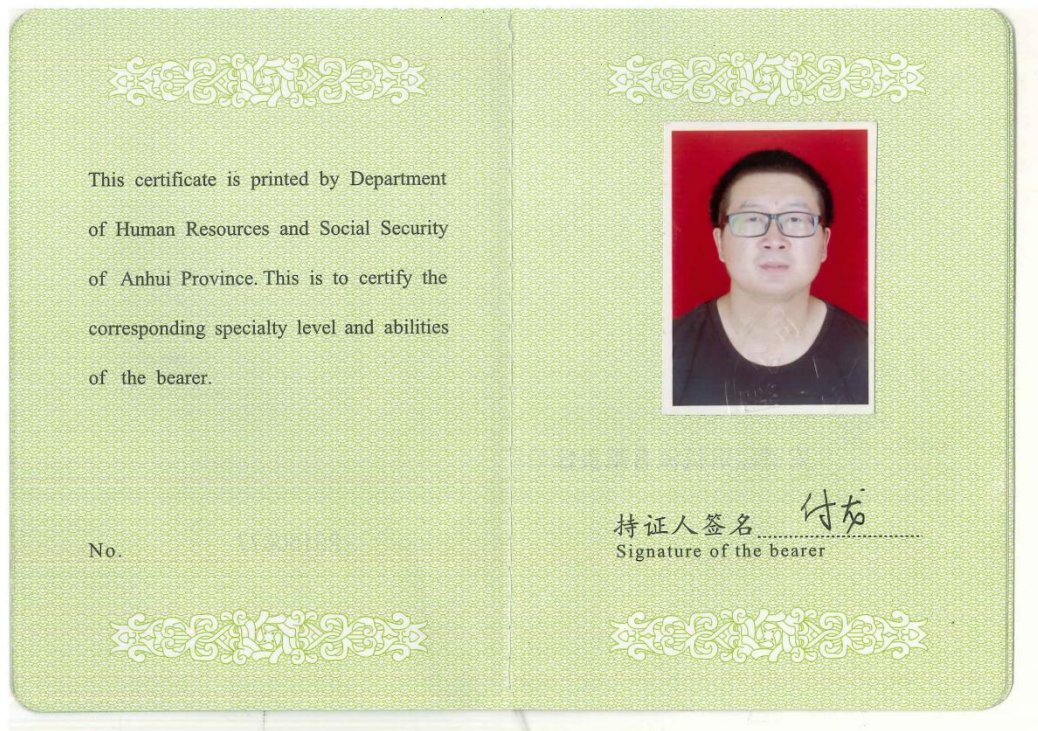 This certificate is printed by Department
of Human Resources and Social Security
of Anhui Province. This is to certify the
corresponding specialty level and abilities
of the bearer.
No.
持证人签名 付龙
Signature of the bearer